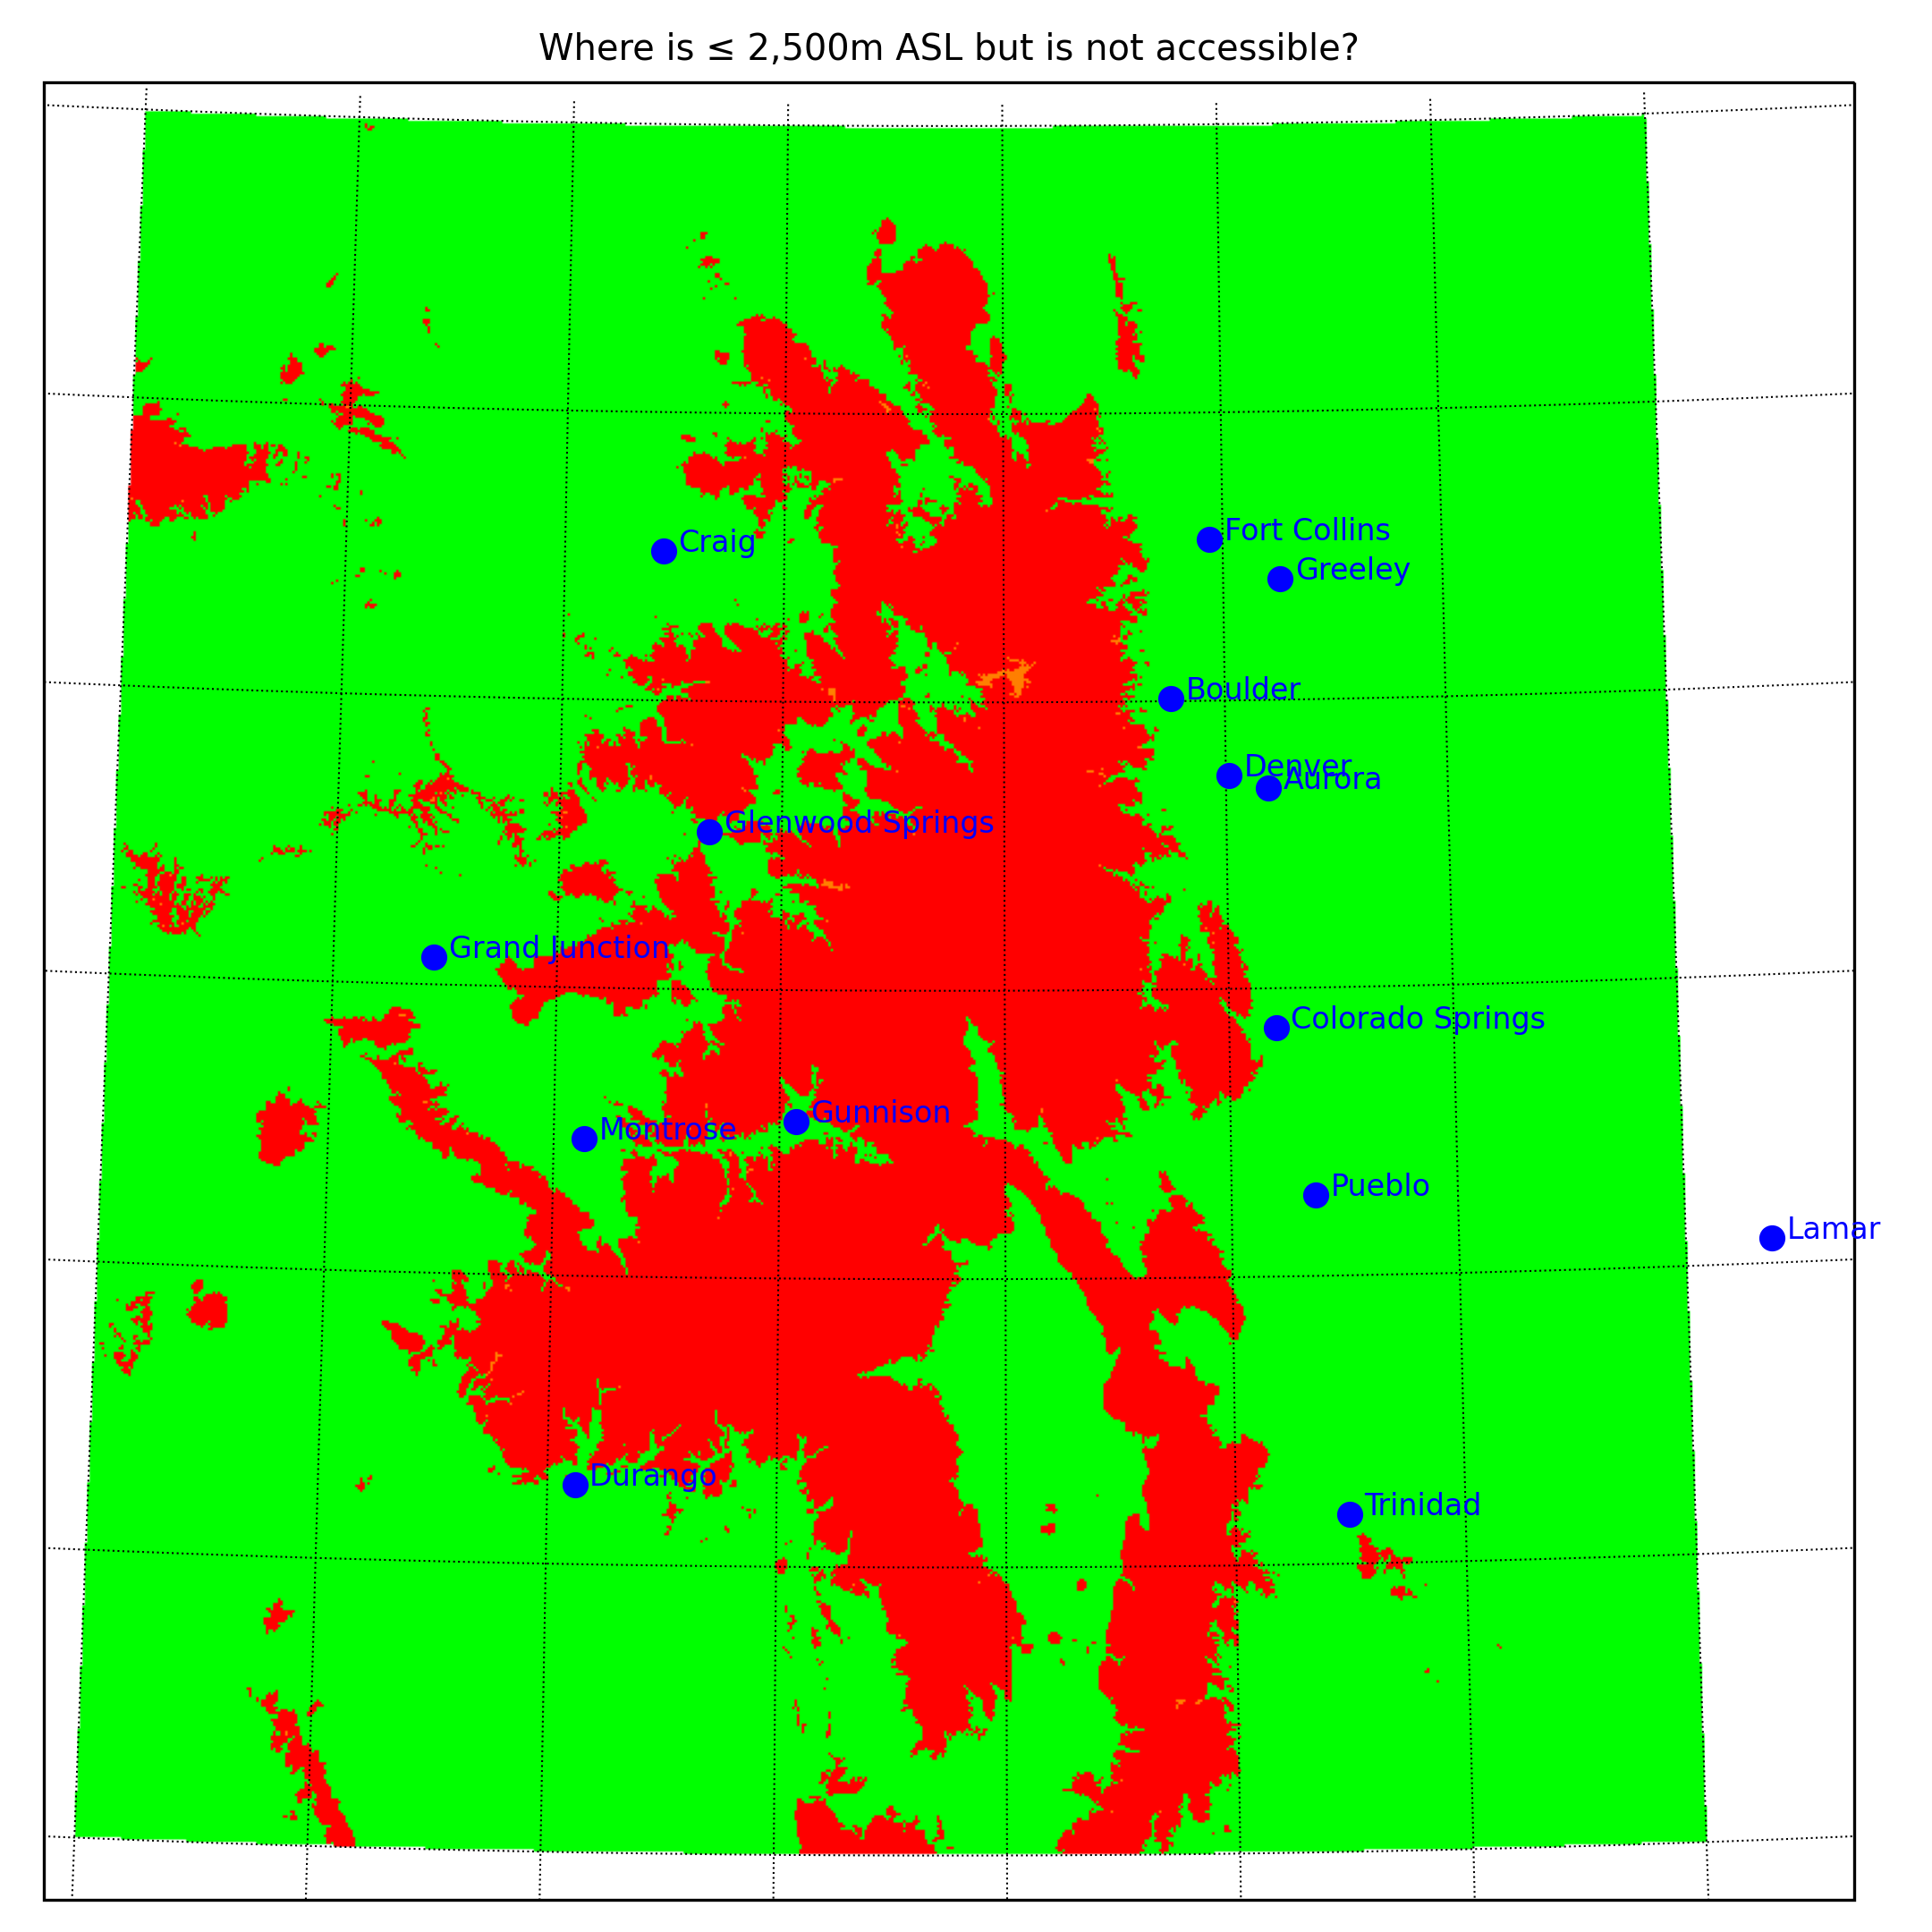 Where is ≤ 2,500m ASL but is not accessible?
Craig
Fort Collins
Greeley
Boulder
Denver
Aurora
Glenwood Springs
Grand Junction
Colorado Springs
Gunnison
Montrose
Pueblo
Lamar
Durango
Trinidad